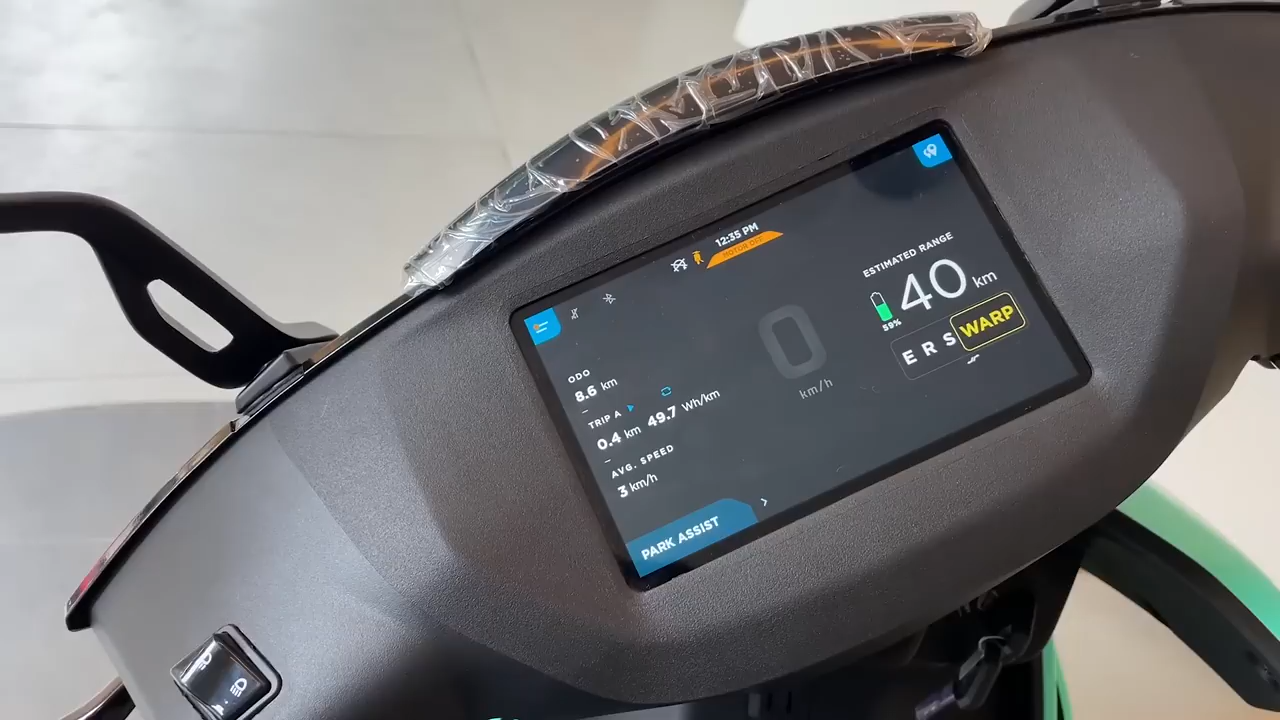 12:35 PM
MOTOR OFF
ESTIMATED RANGE
40 km
59%
E R S WARP
0
km/h
ODO
8.6 km
TRIP A
0.4 km 49.7 Wh/km
AVG. SPEED
3 km/h
PARK ASSIST